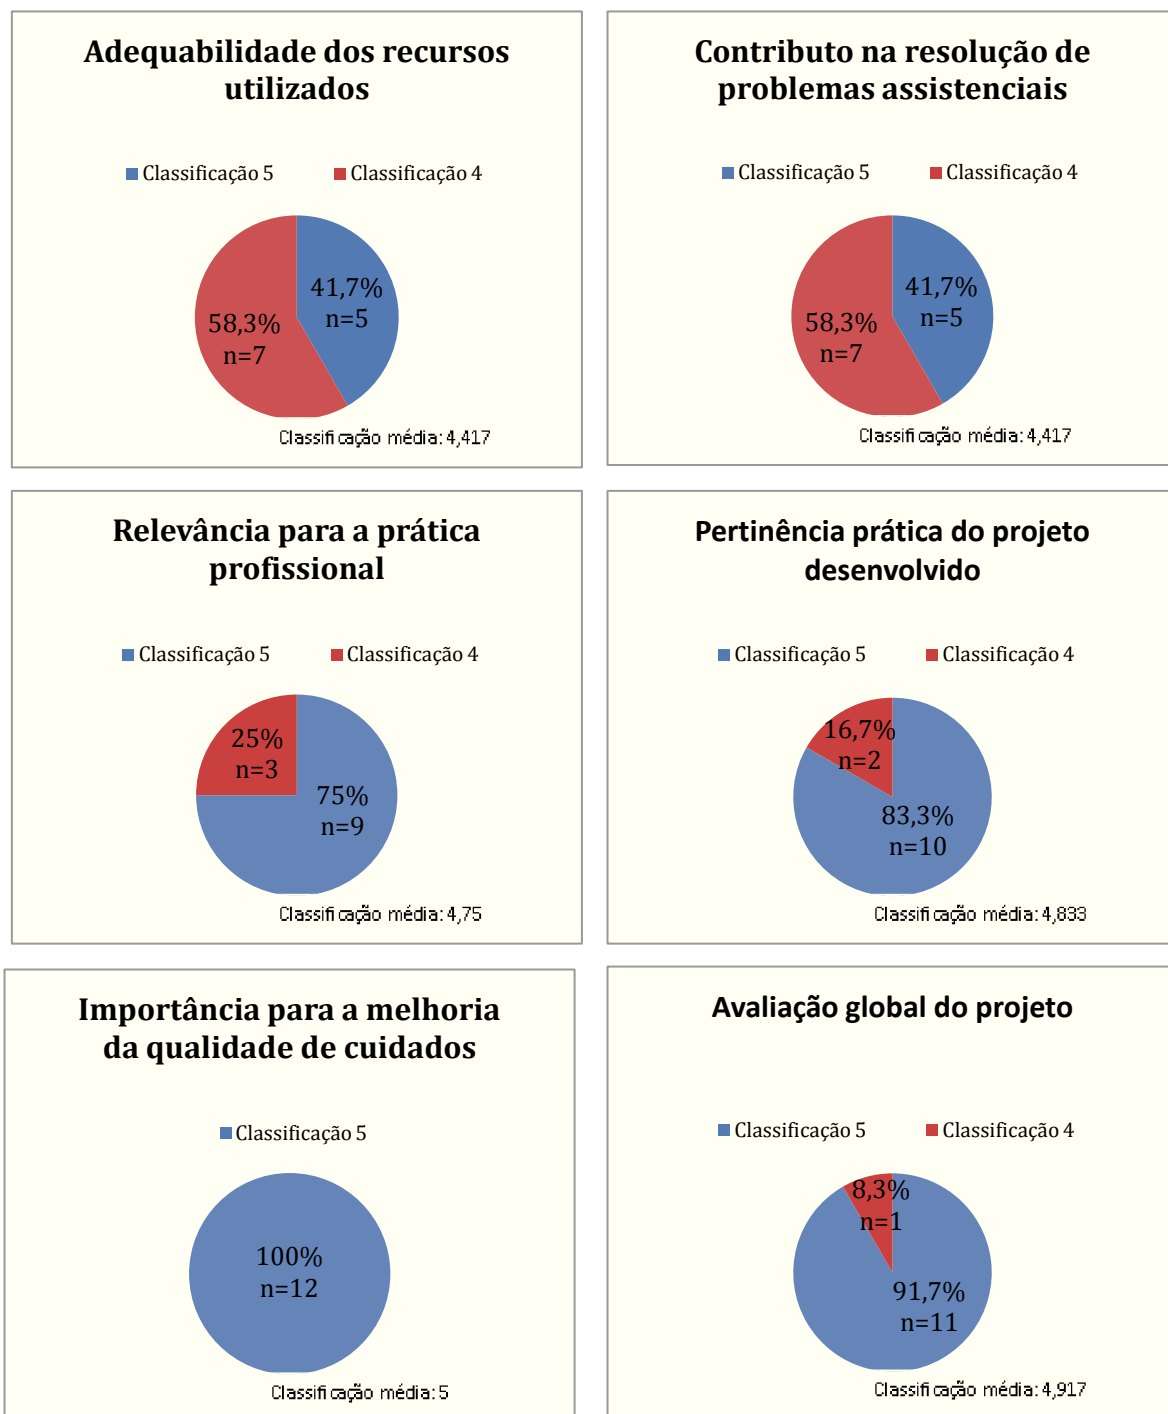 Adequabilidade dos recursos
utilizados
Classificação 5
Classificação 4
41,7%
n=5
58,3%
n=7
Classificação média: 4,417
Contributo na resolução de
problemas assistenciais
Classificação 5
Classificação 4
41,7%
n=5
58,3%
n=7
Classificação média: 4,417
Relevância para a prática
profissional
Classificação 5
Classificação 4
25%
n=3
75%
n=9
Classificação média: 4,75
Pertinência prática do projeto
desenvolvido
Classificação 5
Classificação 4
16,7%
n=2
83,3%
n=10
Classificação média: 4,833
Importância para a melhoria
da qualidade de cuidados
Classificação 5
100%
n=12
Classificação média: 5
Avaliação global do projeto
Classificação 5
Classificação 4
8,3%
n=1
91,7%
n=11
Classificação média: 4,917